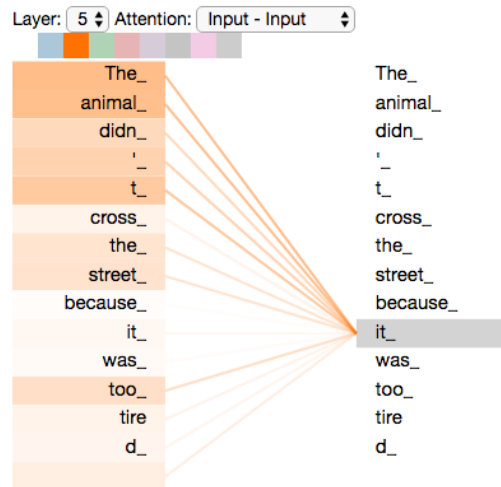 Layer: 5 Attention: Input - Input
The_ The_
animal_ animal_
didn_ didn_
'_ '_
t_ t_
cross_ cross_
the_ the_
street_ street_
because_ because_
it_ it_
was_ was_
too_ too_
tire tire
d_ d_